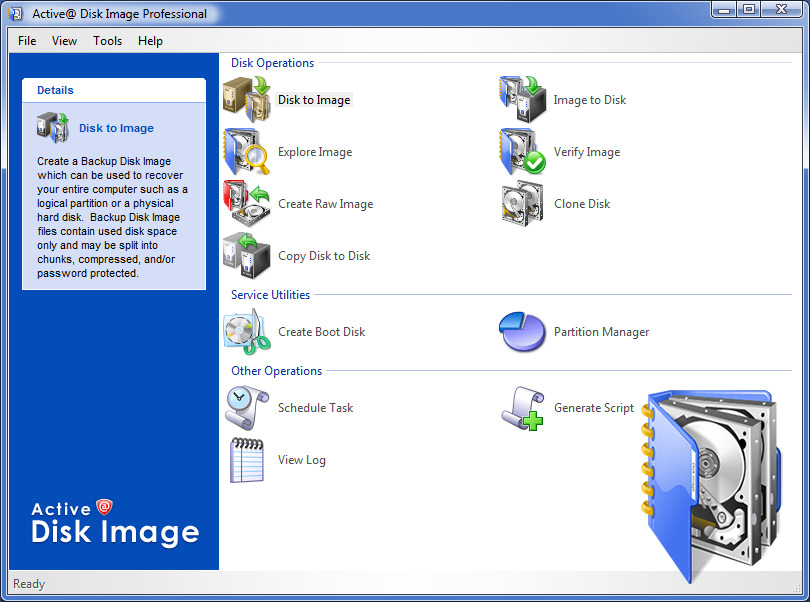 Active@ Disk Image Professional
File View Tools Help
Details
Disk to Image
Create a Backup Disk Image
which can be used to recover
your entire computer such as a
logical partition or a physical
hard disk. Backup Disk Image
files contain used disk space
only and may be split into
chunks, compressed, and/or
password protected.
Active @
Disk Image
Disk Operations
Disk to Image
Image to Disk
Explore Image
Verify Image
Create Raw Image
Clone Disk
Copy Disk to Disk
Service Utilities
Create Boot Disk
Partition Manager
Other Operations
Schedule Task
Generate Script
View Log
Ready